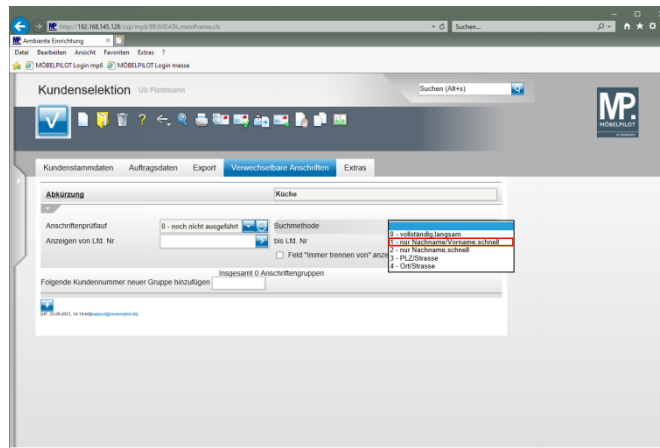 http://192.168.145.128/csp/mp6/BEWIDATA.mainFrame.cls
Suchen...
Ambiente Einrichtung
Datei Bearbeiten Ansicht Favoriten Extras ?
MÖBELPILOT Login mp6 MÖBELPILOT Login messe
Kundenselektion Uli Flottmann
Suchen (Alt+s)
MP.
MÖBELPILOT
Kundenstammdaten Auftragsdaten Export Verwechselbare Anschriften Extras
Abkürzung Küche
Anschriftenprüflauf 0 - noch nicht ausgeführt Suchmethode
0 - vollständig,langsam
1 - nur Nachname/Vorname,schnell
2 - nur Nachname,schnell
3 - PLZ/Strasse
4 - Ort/Strasse
Anzeigen von Lfd. Nr bis Lfd. Nr
Feld "Immer trennen von" anze
Insgesamt 0 Anschriftengruppen
Folgende Kundennummer neuer Gruppe hinzufügen